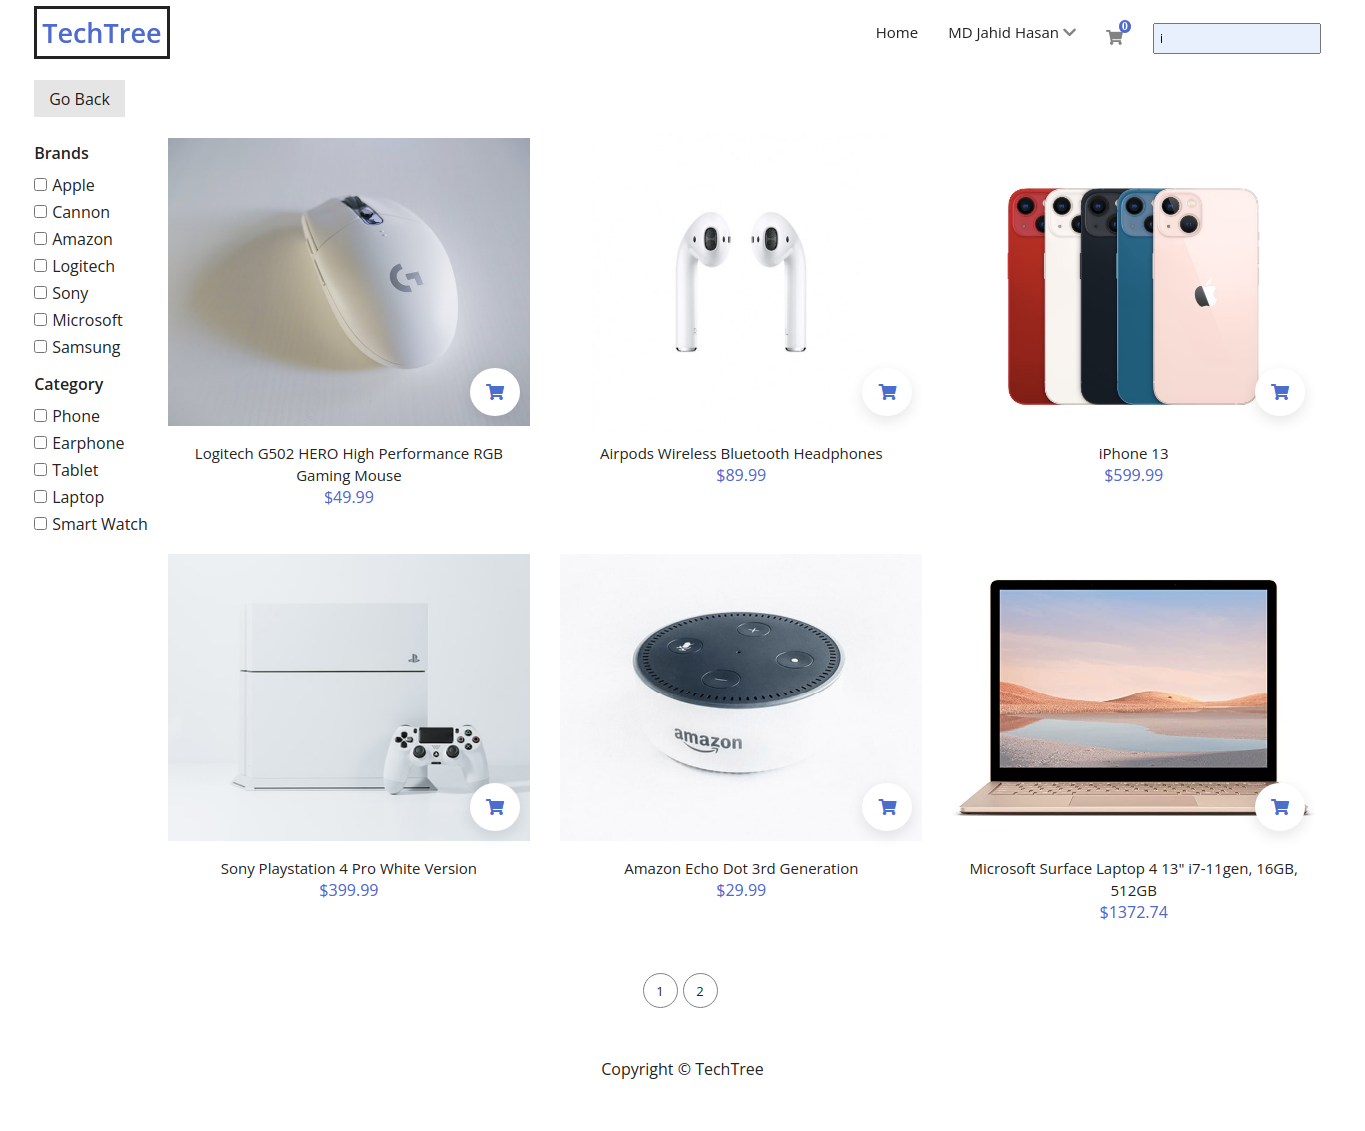 TechTree
Home
MD Jahid Hasan
0
i
Go Back
Brands
Apple
Cannon
Amazon
Logitech
Sony
Microsoft
Samsung
Category
Phone
Earphone
Tablet
Laptop
Smart Watch
Logitech G502 HERO High Performance RGB
Gaming Mouse
$49.99
Airpods Wireless Bluetooth Headphones
$89.99
iPhone 13
$599.99
amazon
Sony Playstation 4 Pro White Version
$399.99
Amazon Echo Dot 3rd Generation
$29.99
Microsoft Surface Laptop 4 13" i7-11gen, 16GB,
512GB
$1372.74
1
2
Copyright © TechTree